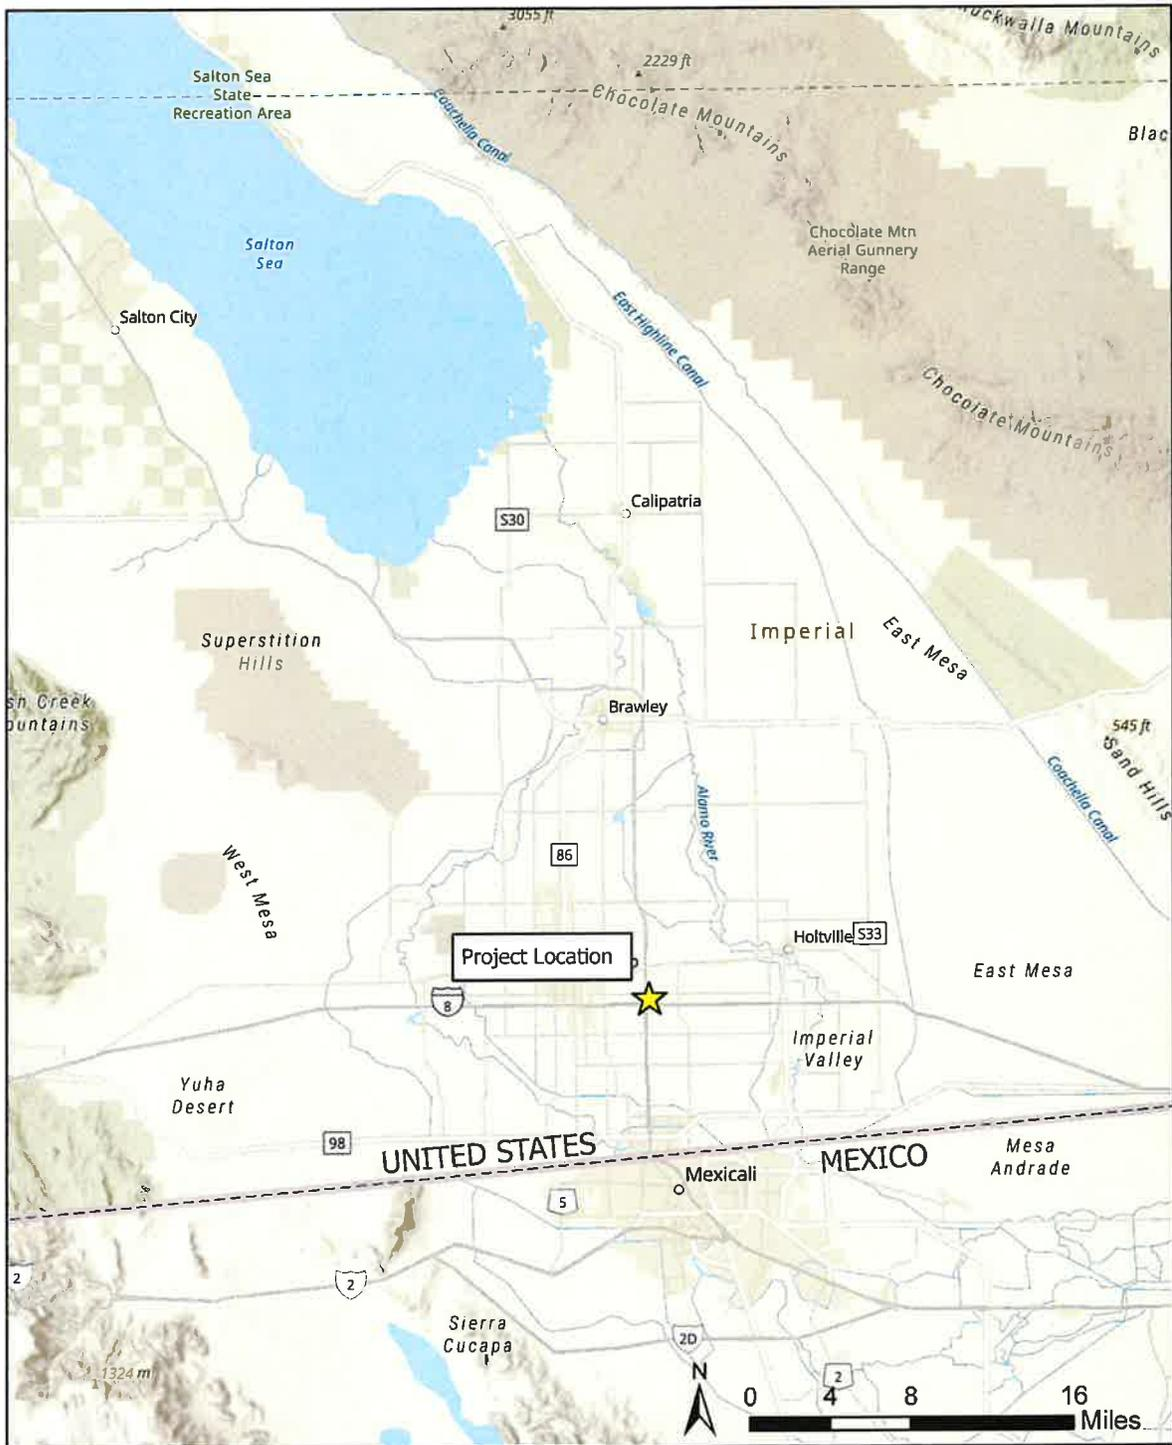 3055 ft
Mountains
2229 ft
Salton Sea
State
Recreation Area
Coachella Canal
Chocolate Mountains
Salton
Sea
Chocolate Mtn
Aerial Gunnery
Range
Salton City
East Highline Canal
Chocolate Mountains
Calipatria
S30
Superstition
Hills
Imperial
East Mesa
sh Creek
ountains
Brawley
545 ft
Sand Hills
Coachella Canal
Alamo River
86
West Mesa
Holtville
S33
Project Location
East Mesa
8
Imperial
Valley
Yuha
Desert
98
UNITED STATES
MEXICO
Mesa
Andrade
Mexicali
5
2
2
Sierra
Cucapa
2D
1324 m
N
2
0 4 8 16
Miles